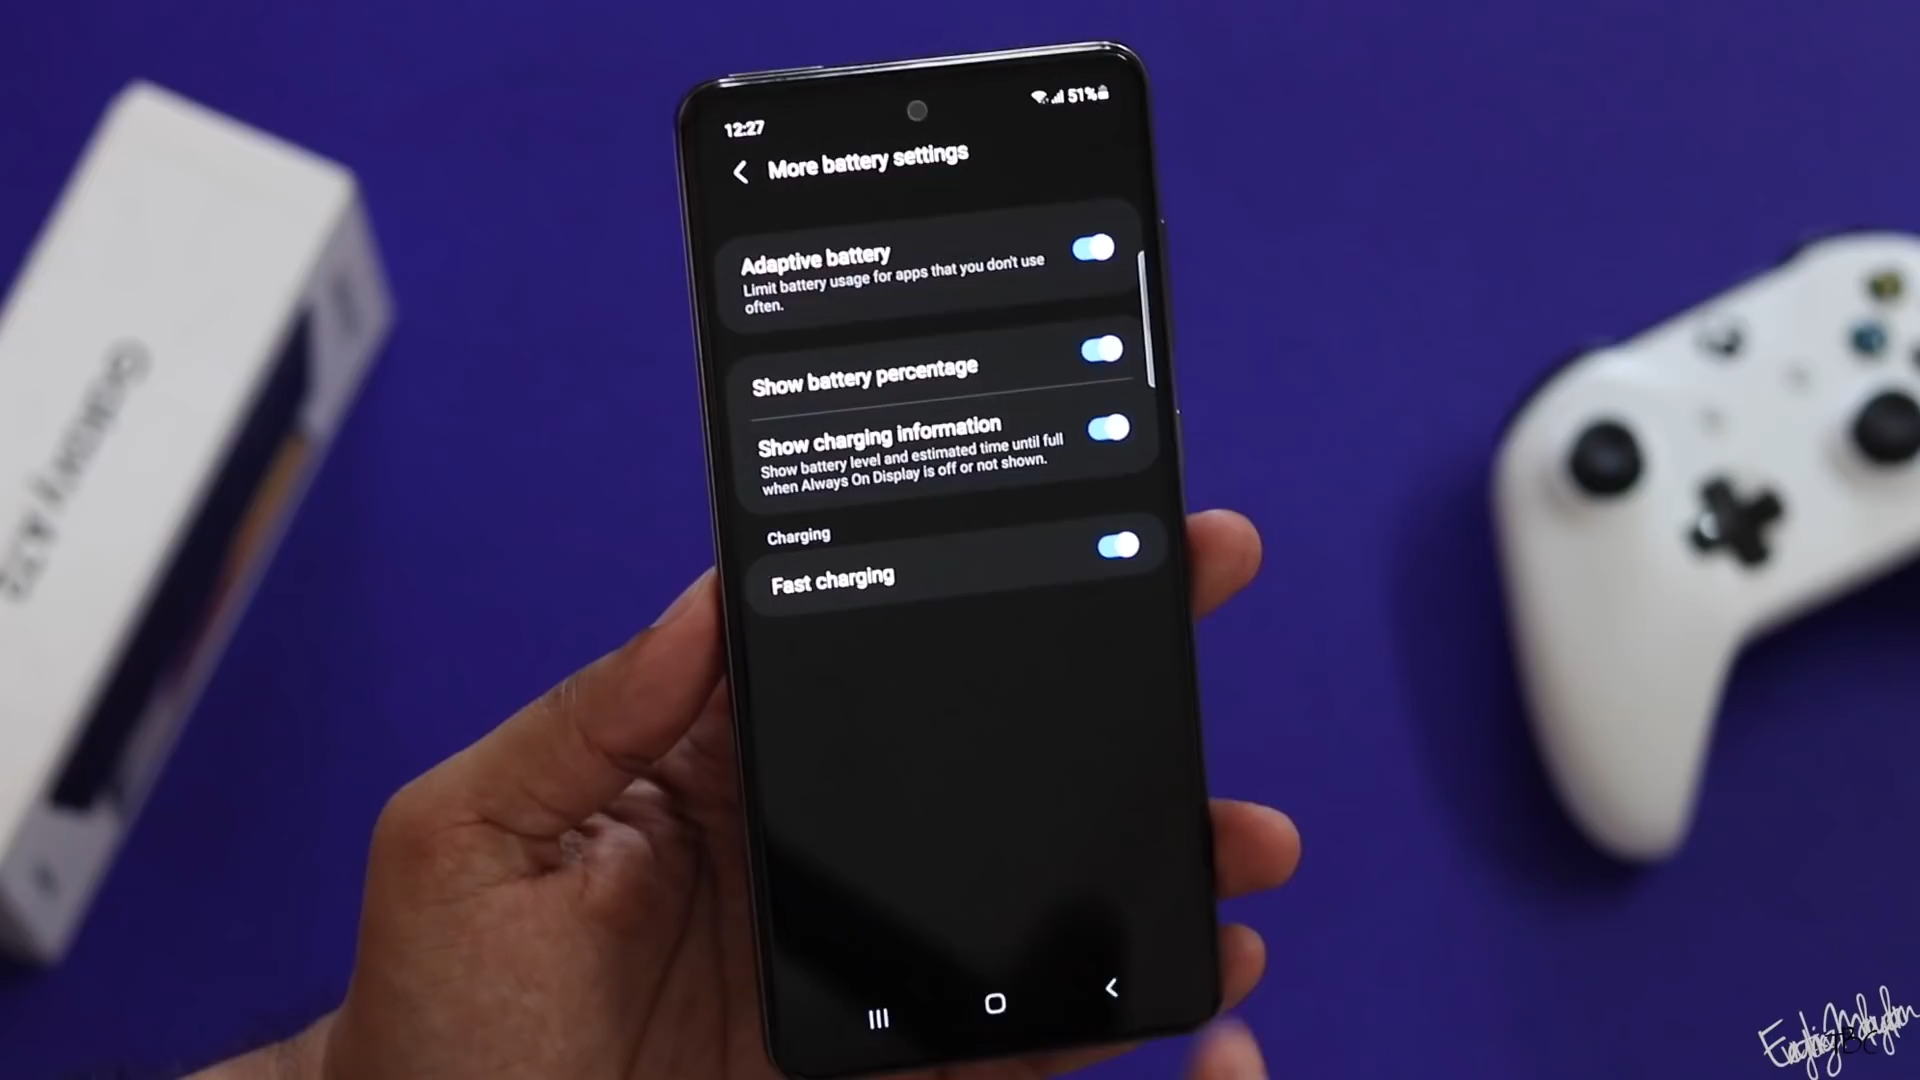 12:27
51%
More battery settings
Adaptive battery
Limit battery usage for apps that you don't use
often.
Show battery percentage
Show charging information
Show battery level and estimated time until full
when Always On Display is off or not shown.
Charging
Fast charging
Galaxy A72